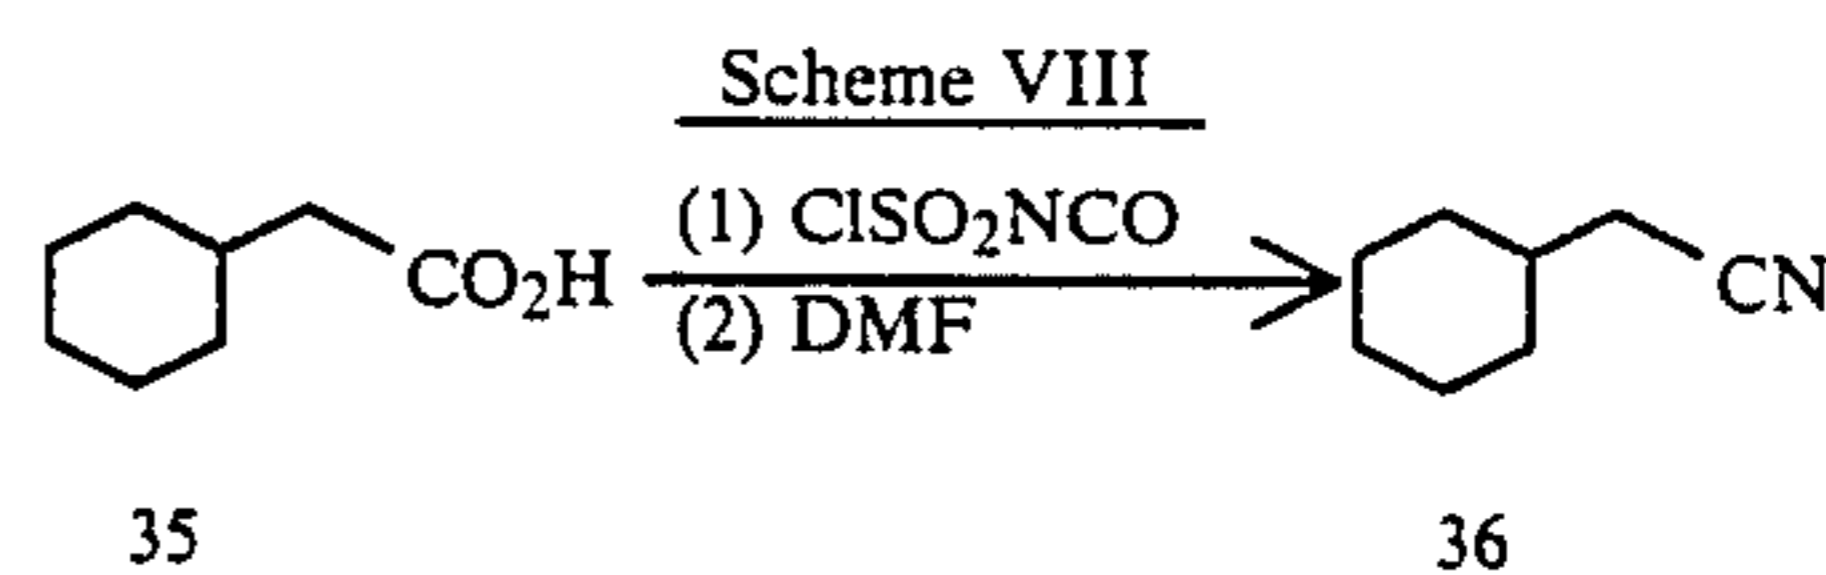 Scheme VIII
(1) ClSO₂NCO
CO₂H
(2) DMF
CN
35
36